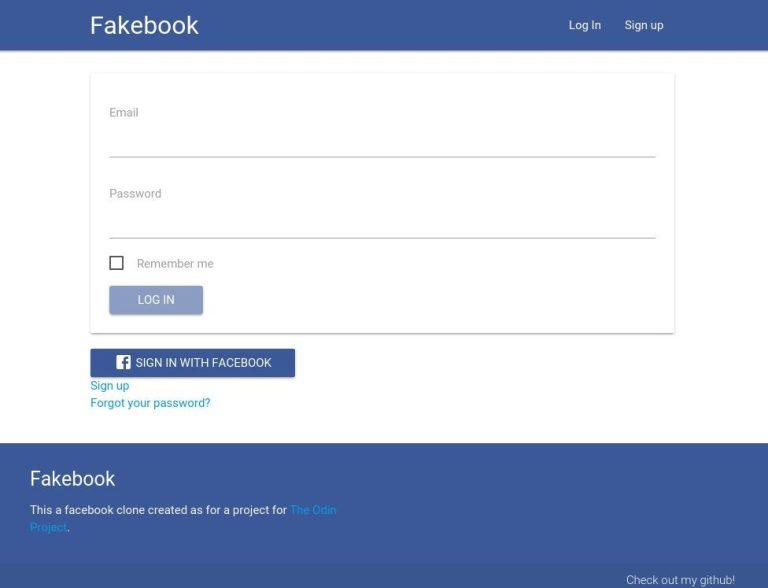 Fakebook
Log In
Sign up
Email
Password
Remember me
LOG IN
SIGN IN WITH FACEBOOK
Sign up
Forgot your password?
Fakebook
This a facebook clone created as for a project for The Odin
Project.
Check out my github!